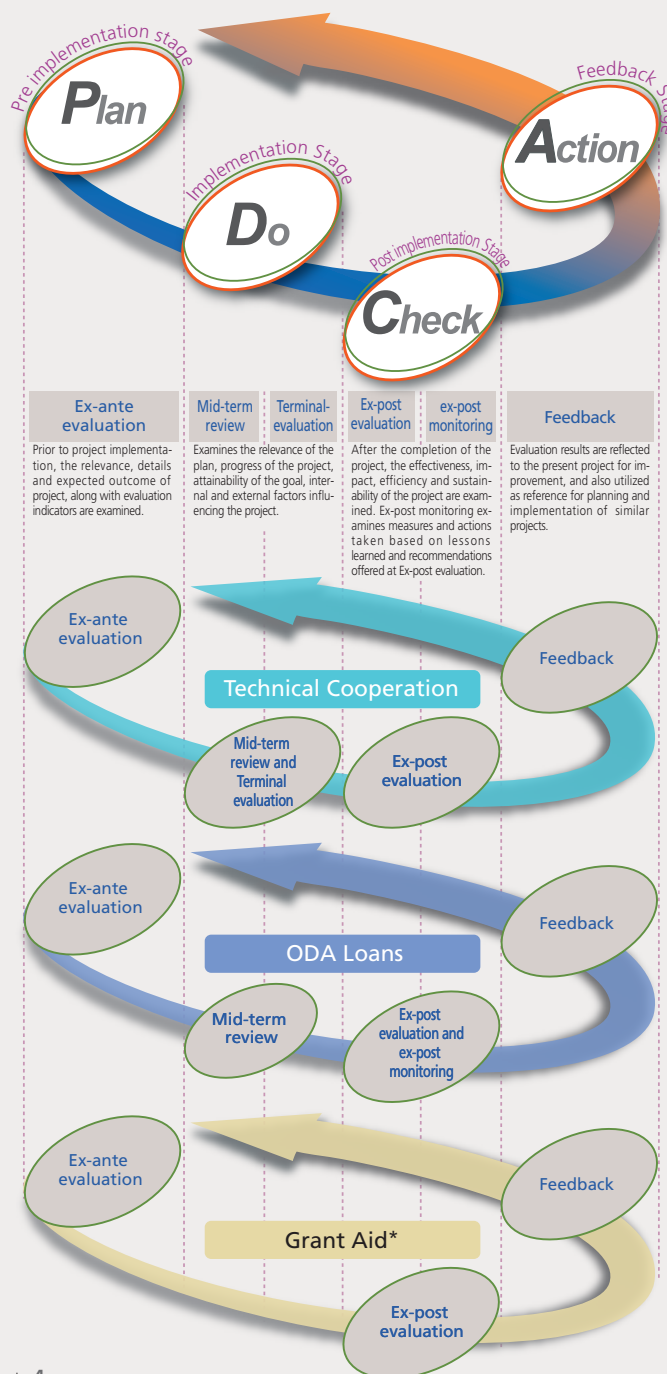 Pre implementation stage
Plan
Feedback Stage
Action
Implementation Stage
Do
Post implementation Stage
Check
Ex-ante
evaluation
Mid-term
review
Terminal-
evaluation
Ex-post
evaluation
ex-post
monitoring
Feedback
Prior to project implementa-
tion, the relevance, details
and expected outcome of
project, along with evaluation
indicators are examined.
Examines the relevance of the
plan, progress of the project,
attainability of the goal, inter-
nal and external factors influ-
encing the project.
After the completion of the
project, the effectiveness, im-
pact, efficiency and sustain-
ability of the project are exam-
ined. Ex-post monitoring ex-
amines measures and actions
taken based on lessons
learned and recommendations
offered at Ex-post evaluation.
Evaluation results are reflected
to the present project for im-
provement, and also utilized
as reference for planning and
implementation of similar
projects.
Ex-ante
evaluation
Feedback
Technical Cooperation
Mid-term
review and
Terminal
evaluation
Ex-post
evaluation
Ex-ante
evaluation
Feedback
ODA Loans
Mid-term
review
Ex-post
evaluation and
ex-post
monitoring
Ex-ante
evaluation
Feedback
Grant Aid*
Ex-post
evaluation